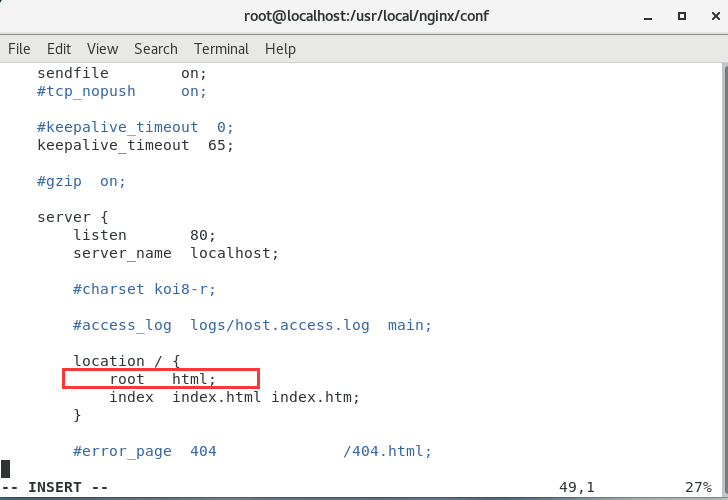 root@localhost:/usr/local/nginx/conf
File Edit View Search Terminal Help
    sendfile        on;
    #tcp_nopush     on;
    #keepalive_timeout  0;
    keepalive_timeout  65;
    #gzip  on;
    server {
        listen       80;
        server_name  localhost;
        #charset koi8-r;
        #access_log  logs/host.access.log  main;
        location / {
            root   html;
            index  index.html index.htm;
        }
        #error_page  404              /404.html;
-- INSERT --                                                  49,1          27%